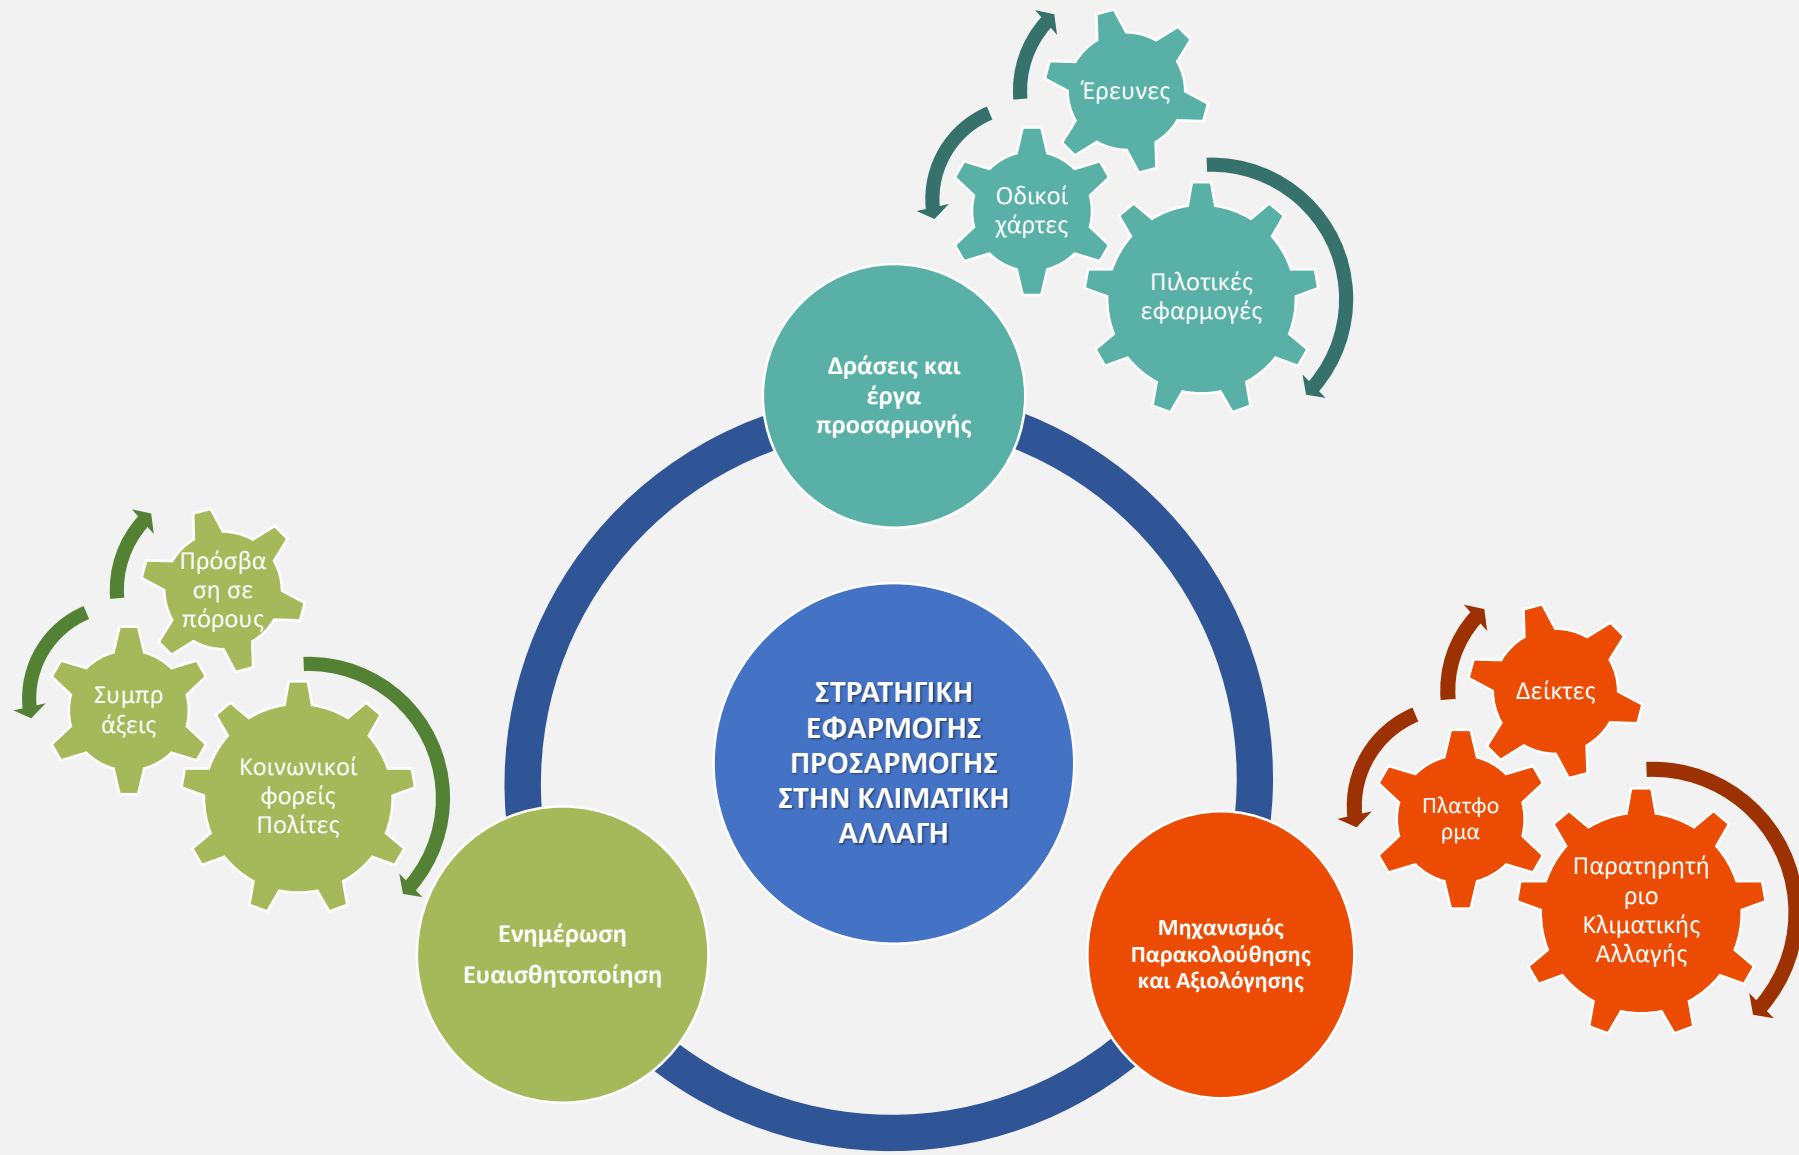 Έρευνες
Οδικοί
χάρτες
Πιλοτικές
εφαρμογές
Δράσεις και
έργα
προσαρμογής
Πρόσβα
ση σε
πόρους
Συμπρ
άξεις
Κοινωνικοί
φορείς
Πολίτες
ΣΤΡΑΤΗΓΙΚΗ
ΕΦΑΡΜΟΓΗΣ
ΠΡΟΣΑΡΜΟΓΗΣ
ΣΤΗΝ ΚΛΙΜΑΤΙΚΗ
ΑΛΛΑΓΗ
Δείκτες
Πλατφο
ρμα
Παρατηρητή
ριο
Κλιματικής
Αλλαγής
Ενημέρωση
Ευαισθητοποίηση
Μηχανισμός
Παρακολούθησης
και Αξιολόγησης